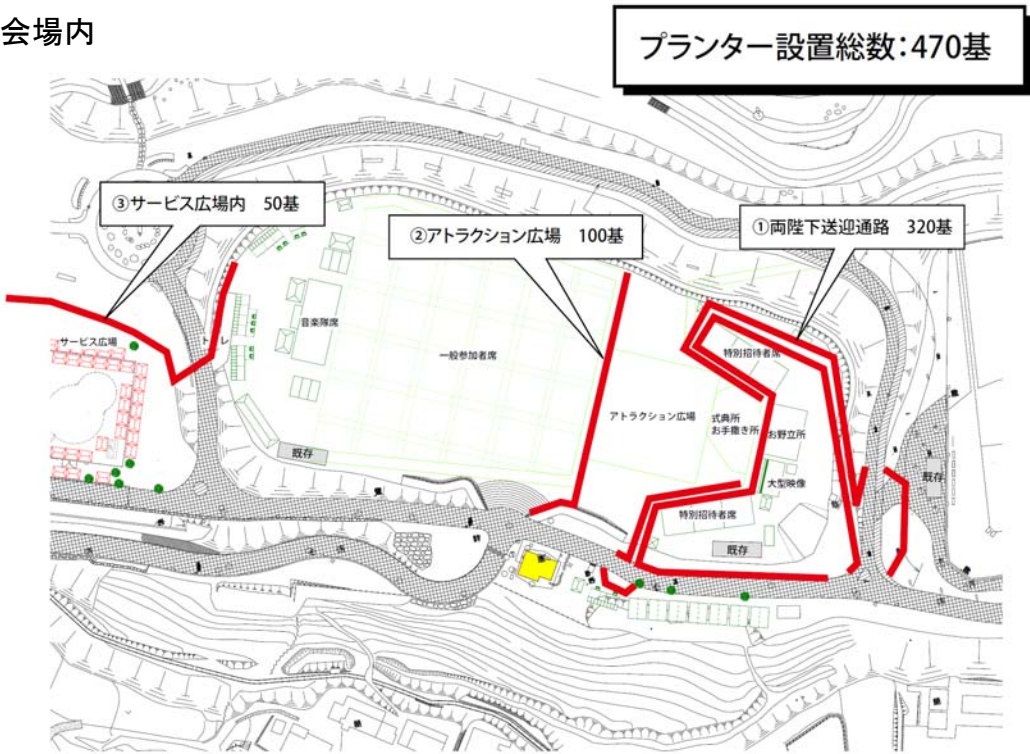 会場内
プランター設置総数：470基
③サービス広場内　50基
②アトラクション広場　100基
①両陛下送迎通路　320基
音楽隊席
サービス広場
トイレ
一般参加者席
特別招待者席
アトラクション広場
式典所
お手撒き所
お野立所
既存
大型映像
既存
特別招待者席
既存